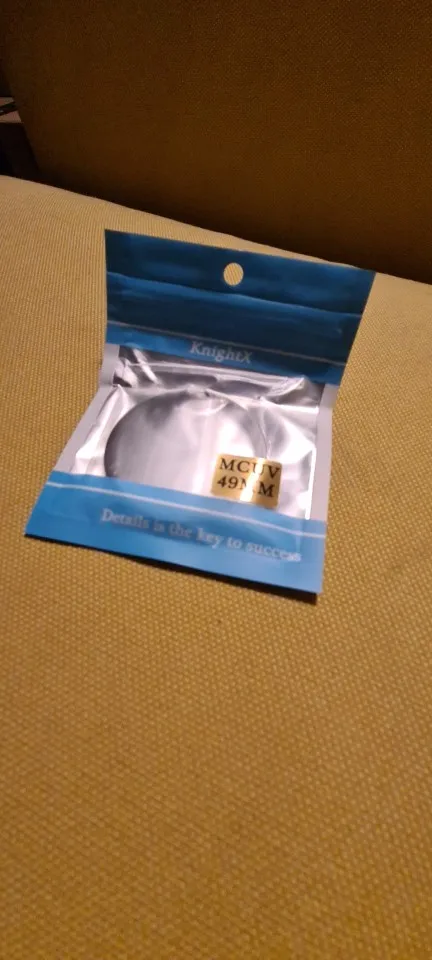 KnightX
MCUV
49MM
Details is the key to success